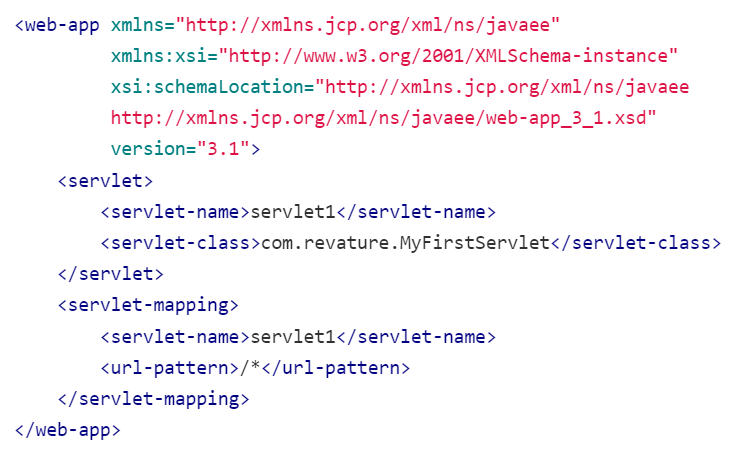 <web-app xmlns="http://xmlns.jcp.org/xml/ns/javaee"
         xmlns:xsi="http://www.w3.org/2001/XMLSchema-instance"
         xsi:schemaLocation="http://xmlns.jcp.org/xml/ns/javaee
         http://xmlns.jcp.org/xml/ns/javaee/web-app_3_1.xsd"
         version="3.1">
    <servlet>
        <servlet-name>servlet1</servlet-name>
        <servlet-class>com.revature.MyFirstServlet</servlet-class>
    </servlet>
    <servlet-mapping>
        <servlet-name>servlet1</servlet-name>
        <url-pattern>/*</url-pattern>
    </servlet-mapping>
</web-app>